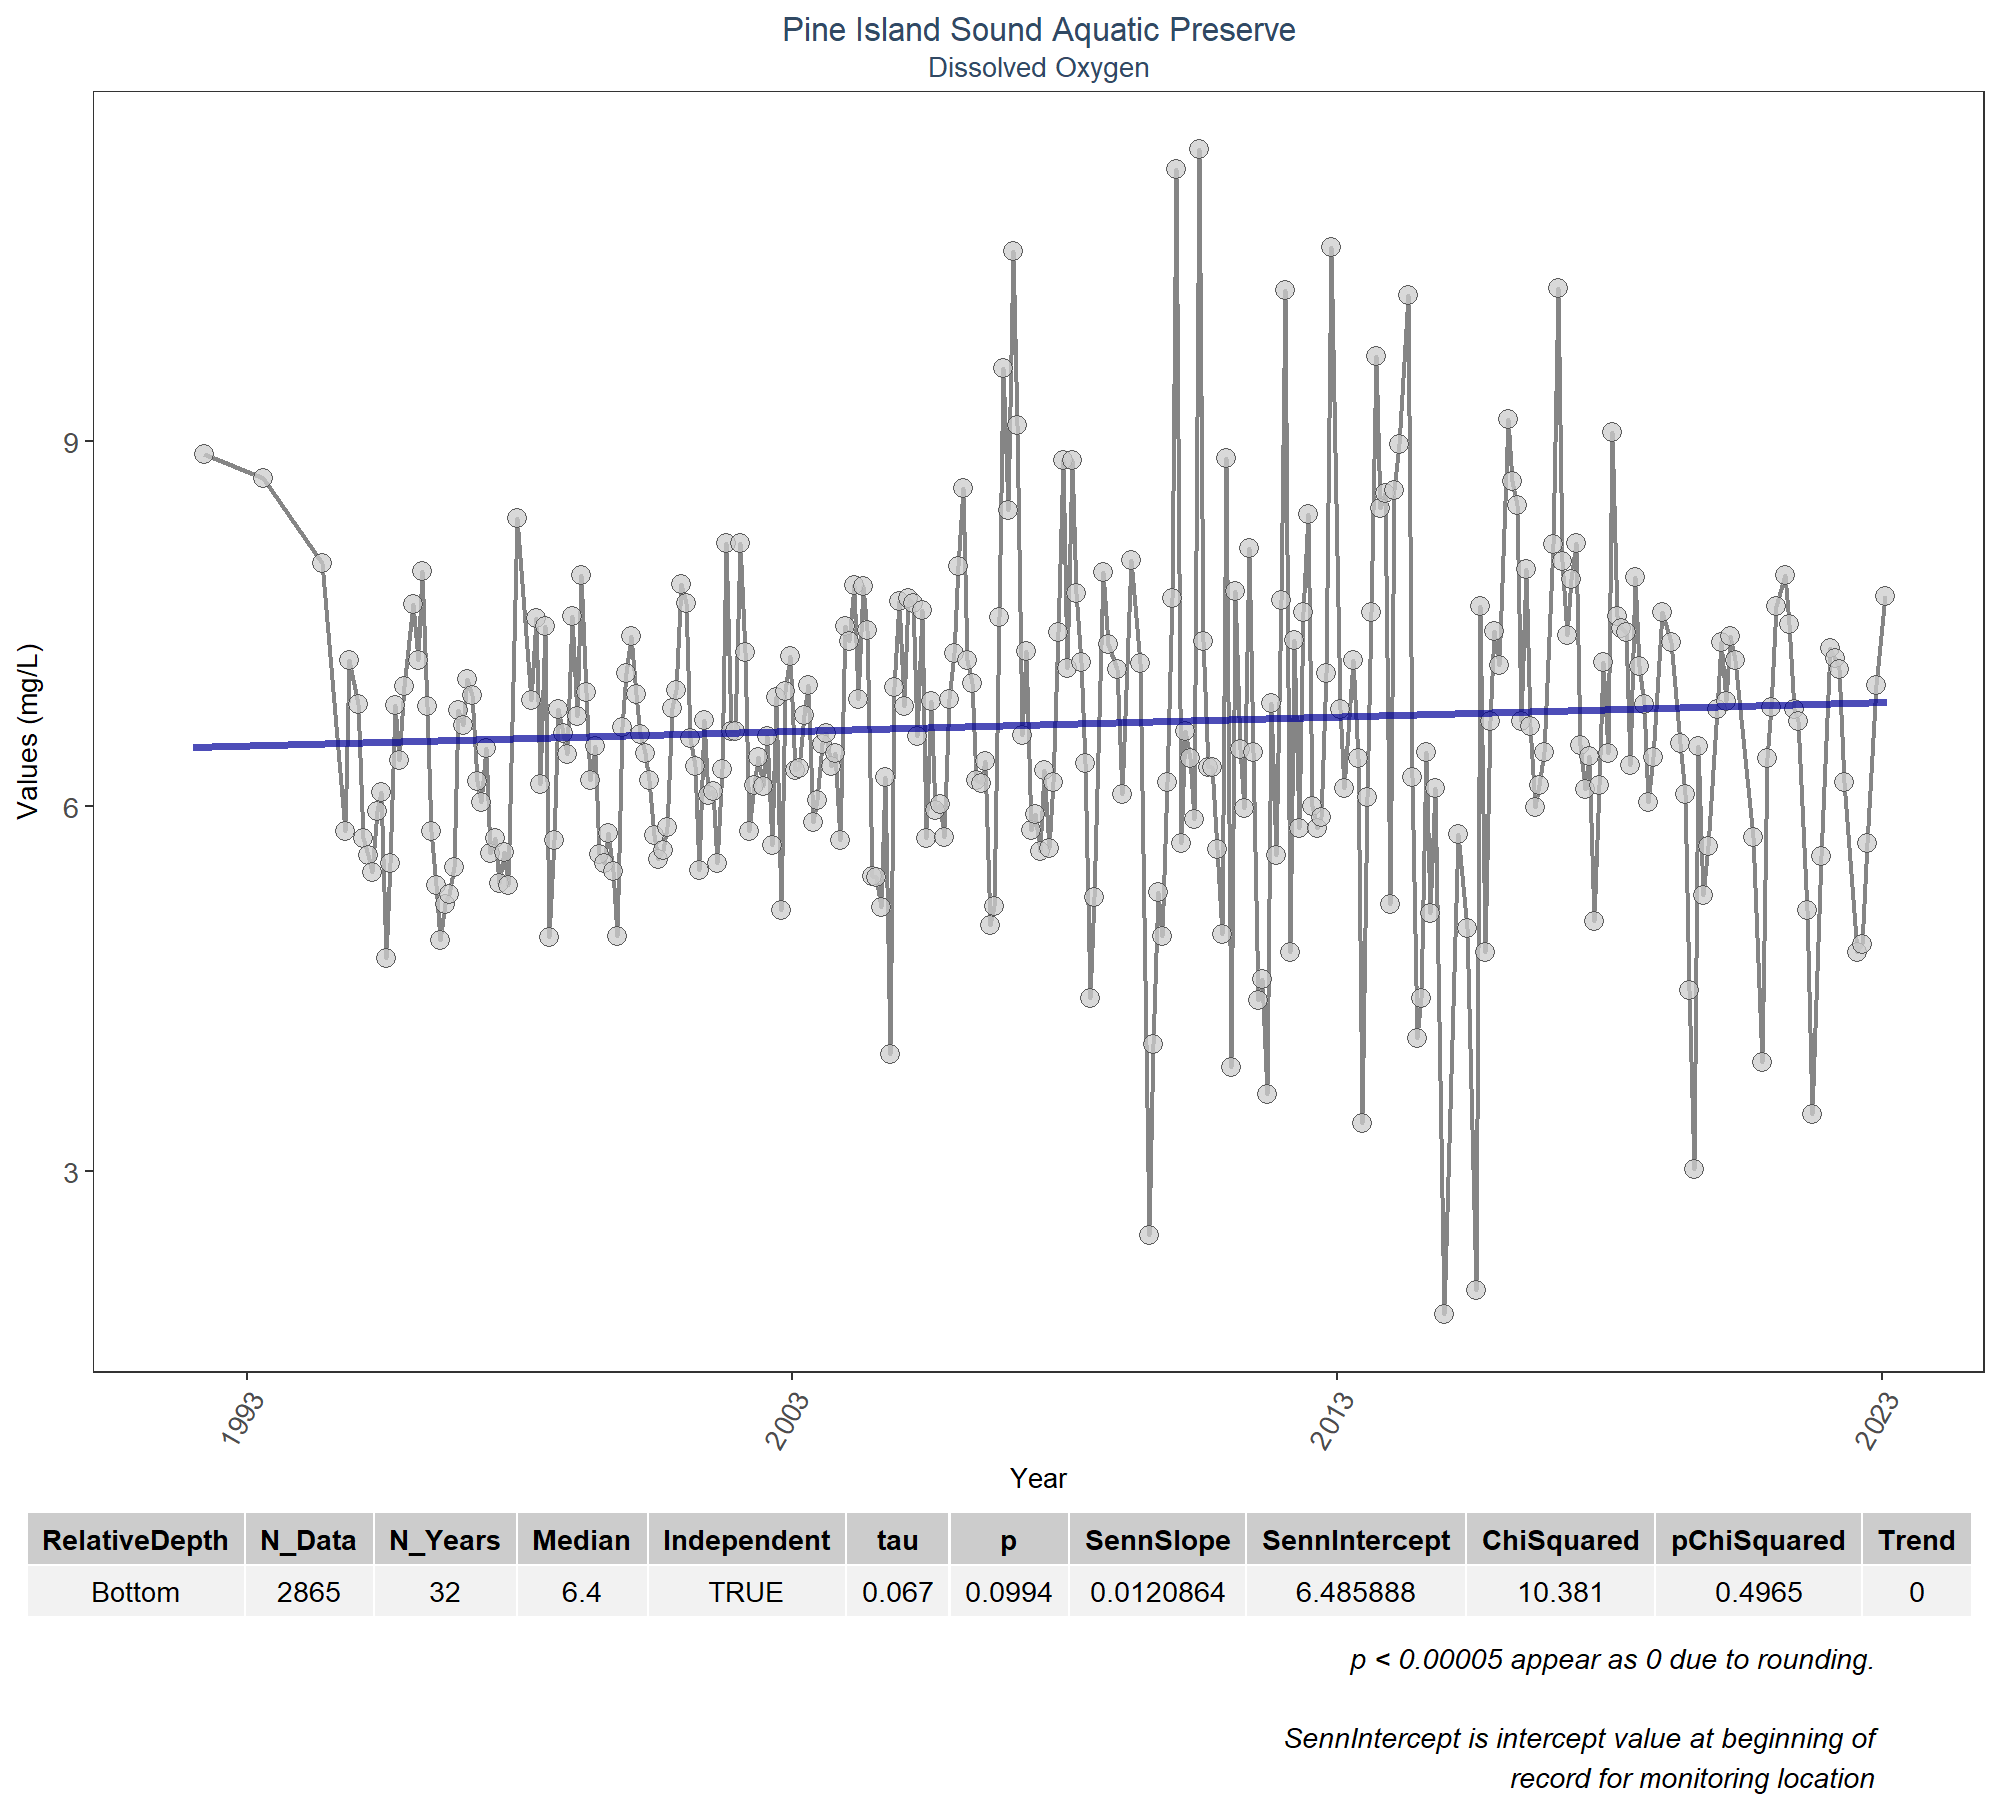 Pine Island Sound Aquatic Preserve
Dissolved Oxygen
Values (mg/L)
9
6
3
1993 2003 2013 2023
Year
RelativeDepth N_Data N_Years Median Independent tau p SennSlope SennIntercept ChiSquared pChiSquared Trend
Bottom 2865 32 6.4 TRUE 0.067 0.0994 0.0120864 6.485888 10.381 0.4965 0
p < 0.00005 appear as 0 due to rounding.
SennIntercept is intercept value at beginning of
record for monitoring location